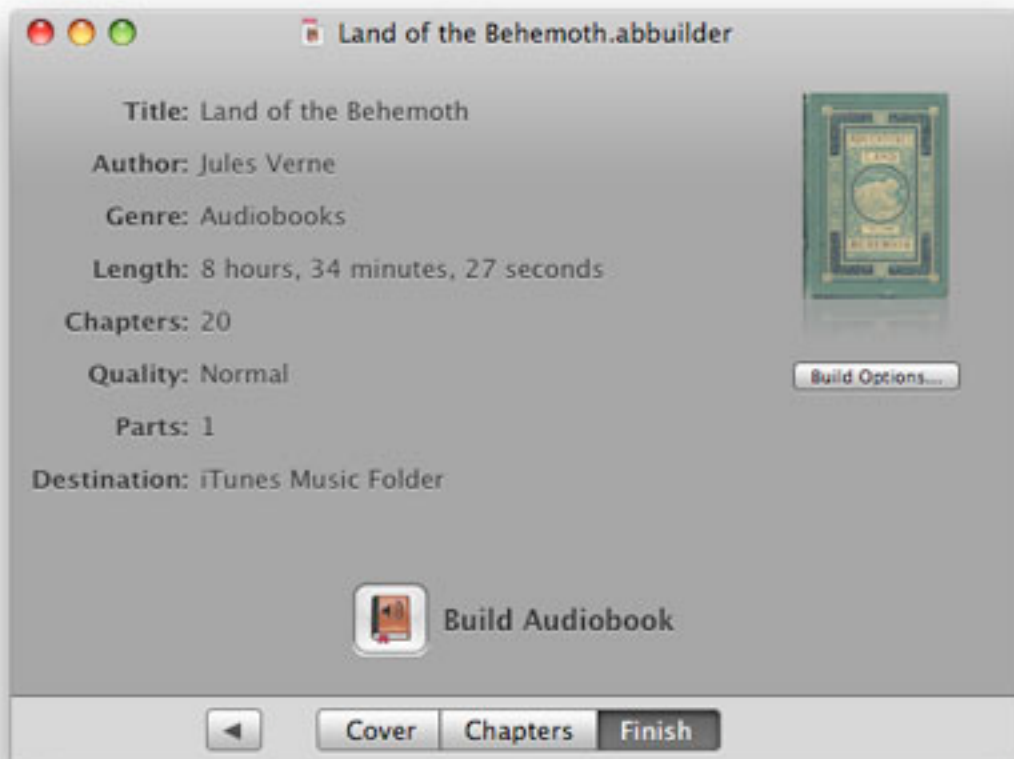 Land of the Behemoth.abbuilder
Title: Land of the Behemoth
Author: Jules Verne
Genre: Audiobooks
Length: 8 hours, 34 minutes, 27 seconds
Chapters: 20
Quality: Normal
Parts: 1
Destination: iTunes Music Folder
LAND
BEHEMOTH
Build Options...
Build Audiobook
Cover
Chapters
Finish